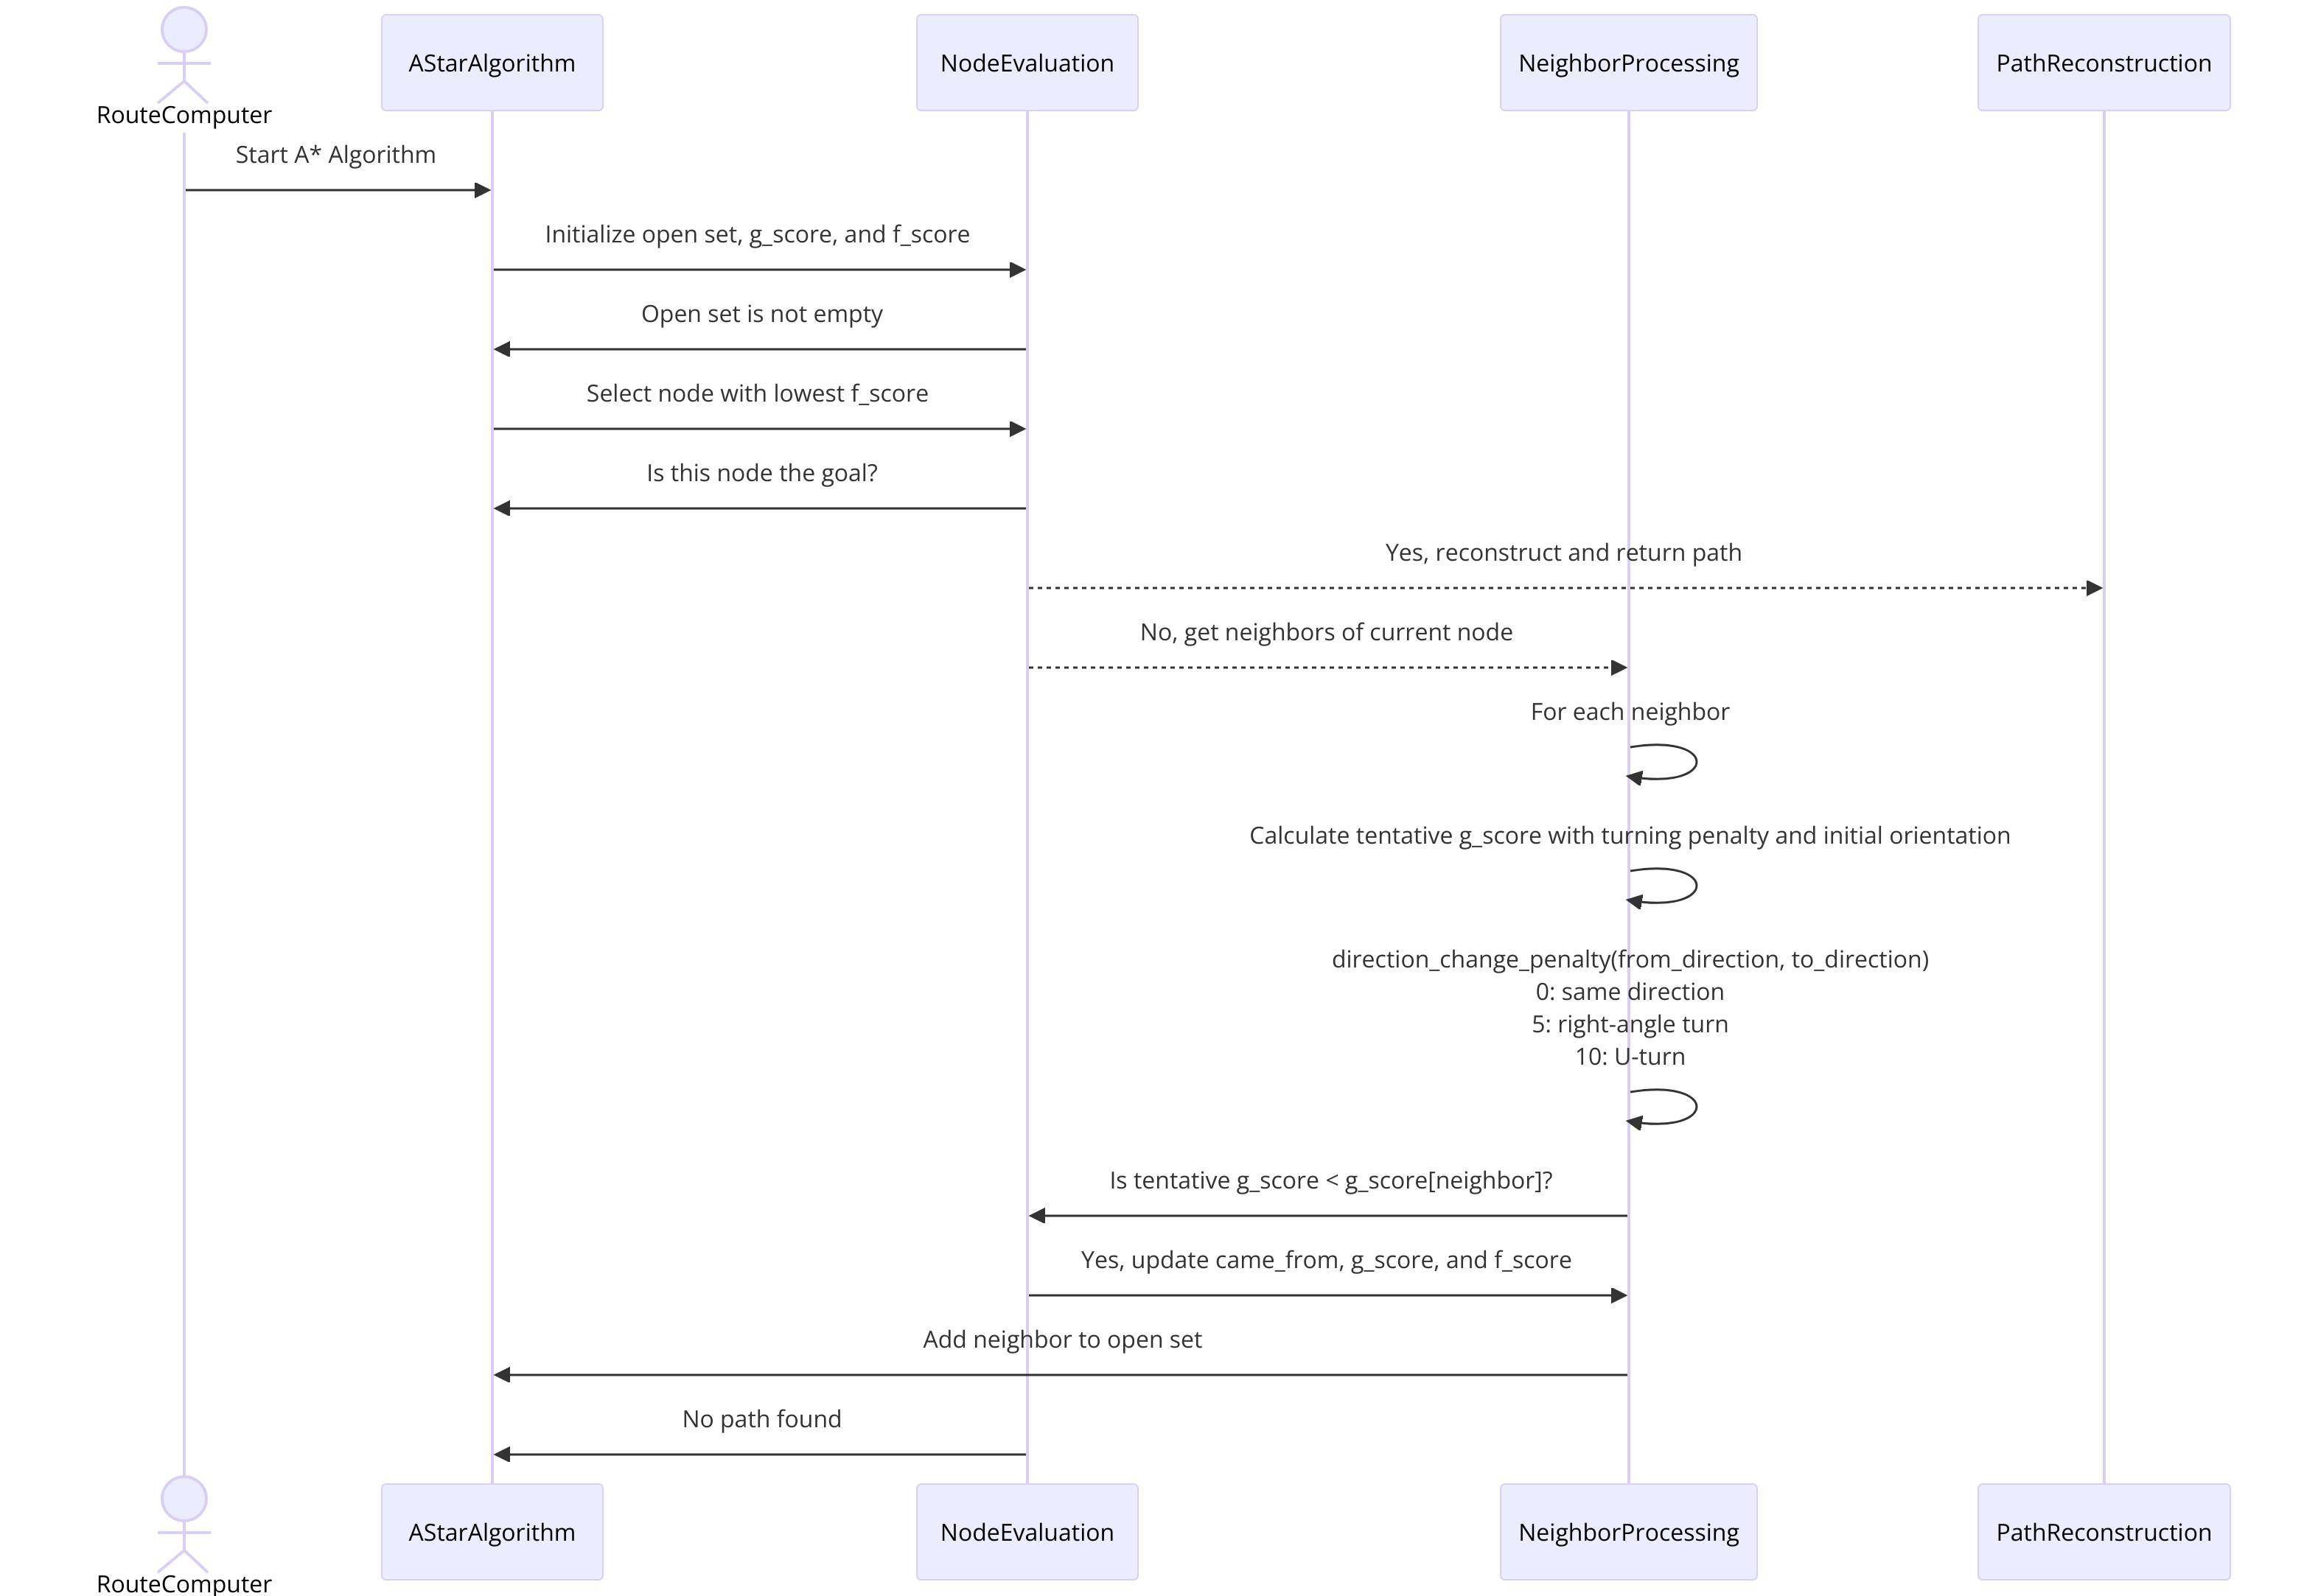 RouteComputer
AStarAlgorithm
NodeEvaluation
NeighborProcessing
PathReconstruction
Start A* Algorithm
Initialize open set, g_score, and f_score
Open set is not empty
Select node with lowest f_score
Is this node the goal?
Yes, reconstruct and return path
No, get neighbors of current node
For each neighbor
Calculate tentative g_score with turning penalty and initial orientation
direction_change_penalty(from_direction, to_direction)
0: same direction
5: right-angle turn
10: U-turn
Is tentative g_score < g_score[neighbor]?
Yes, update came_from, g_score, and f_score
Add neighbor to open set
No path found
RouteComputer
AStarAlgorithm
NodeEvaluation
NeighborProcessing
PathReconstruction